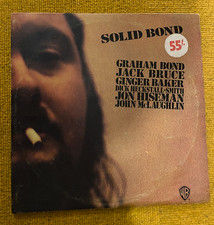 SOLID BOND
55/-
GRAHAM BOND
JACK BRUCE
GINGER BAKER
DICK HECKSTALL-SMITH
JON HISEMAN
JOHN McLAUGHLIN